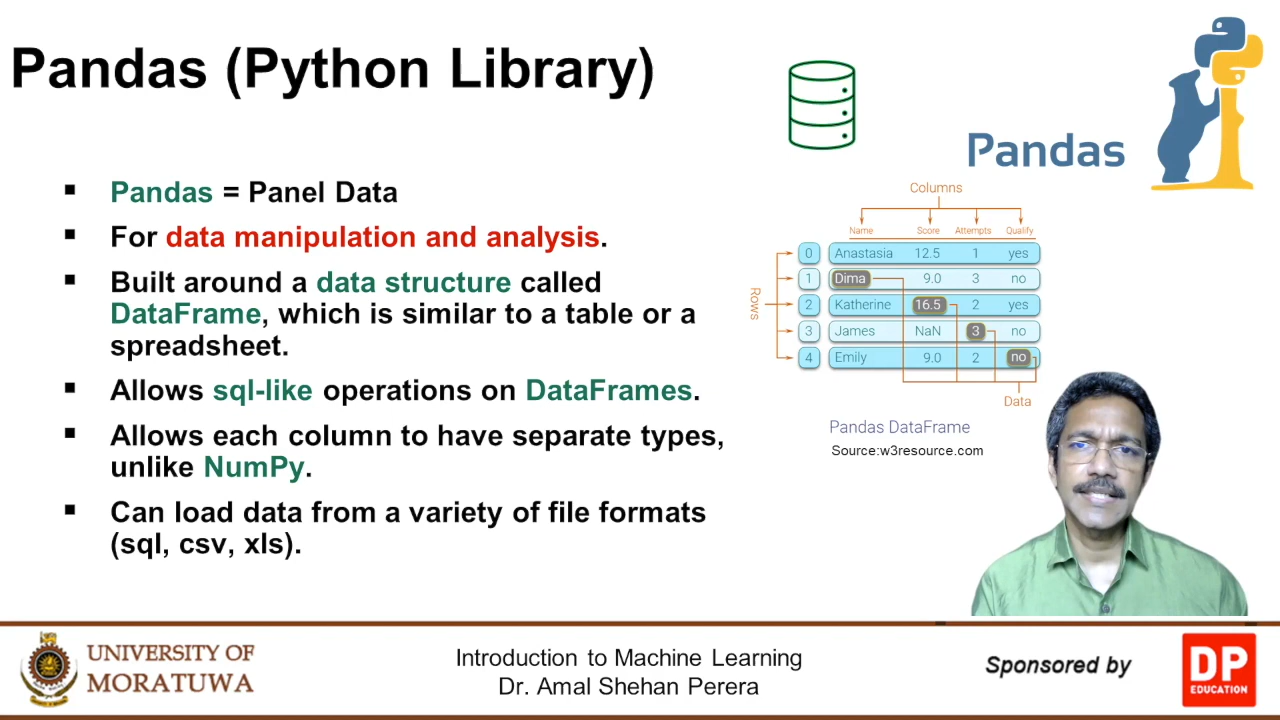 Pandas (Python Library)
Pandas = Panel Data
For data manipulation and analysis.
Built around a data structure called
DataFrame, which is similar to a table or a
spreadsheet.
Allows sql-like operations on DataFrames.
Allows each column to have separate types,
unlike NumPy.
Can load data from a variety of file formats
(sql, csv, xls).
Pandas
Columns
Name Score Attempts Qualify
Rows
0 Anastasia 12.5 1 yes
1 Dima 9.0 3 no
2 Katherine 16.5 2 yes
3 James NaN 3 no
4 Emily 9.0 2 no
Data
Pandas DataFrame
Source:w3resource.com
UNIVERSITY OF
MORATUWA
Introduction to Machine Learning
Dr. Amal Shehan Perera
Sponsored by
DP
EDUCATION